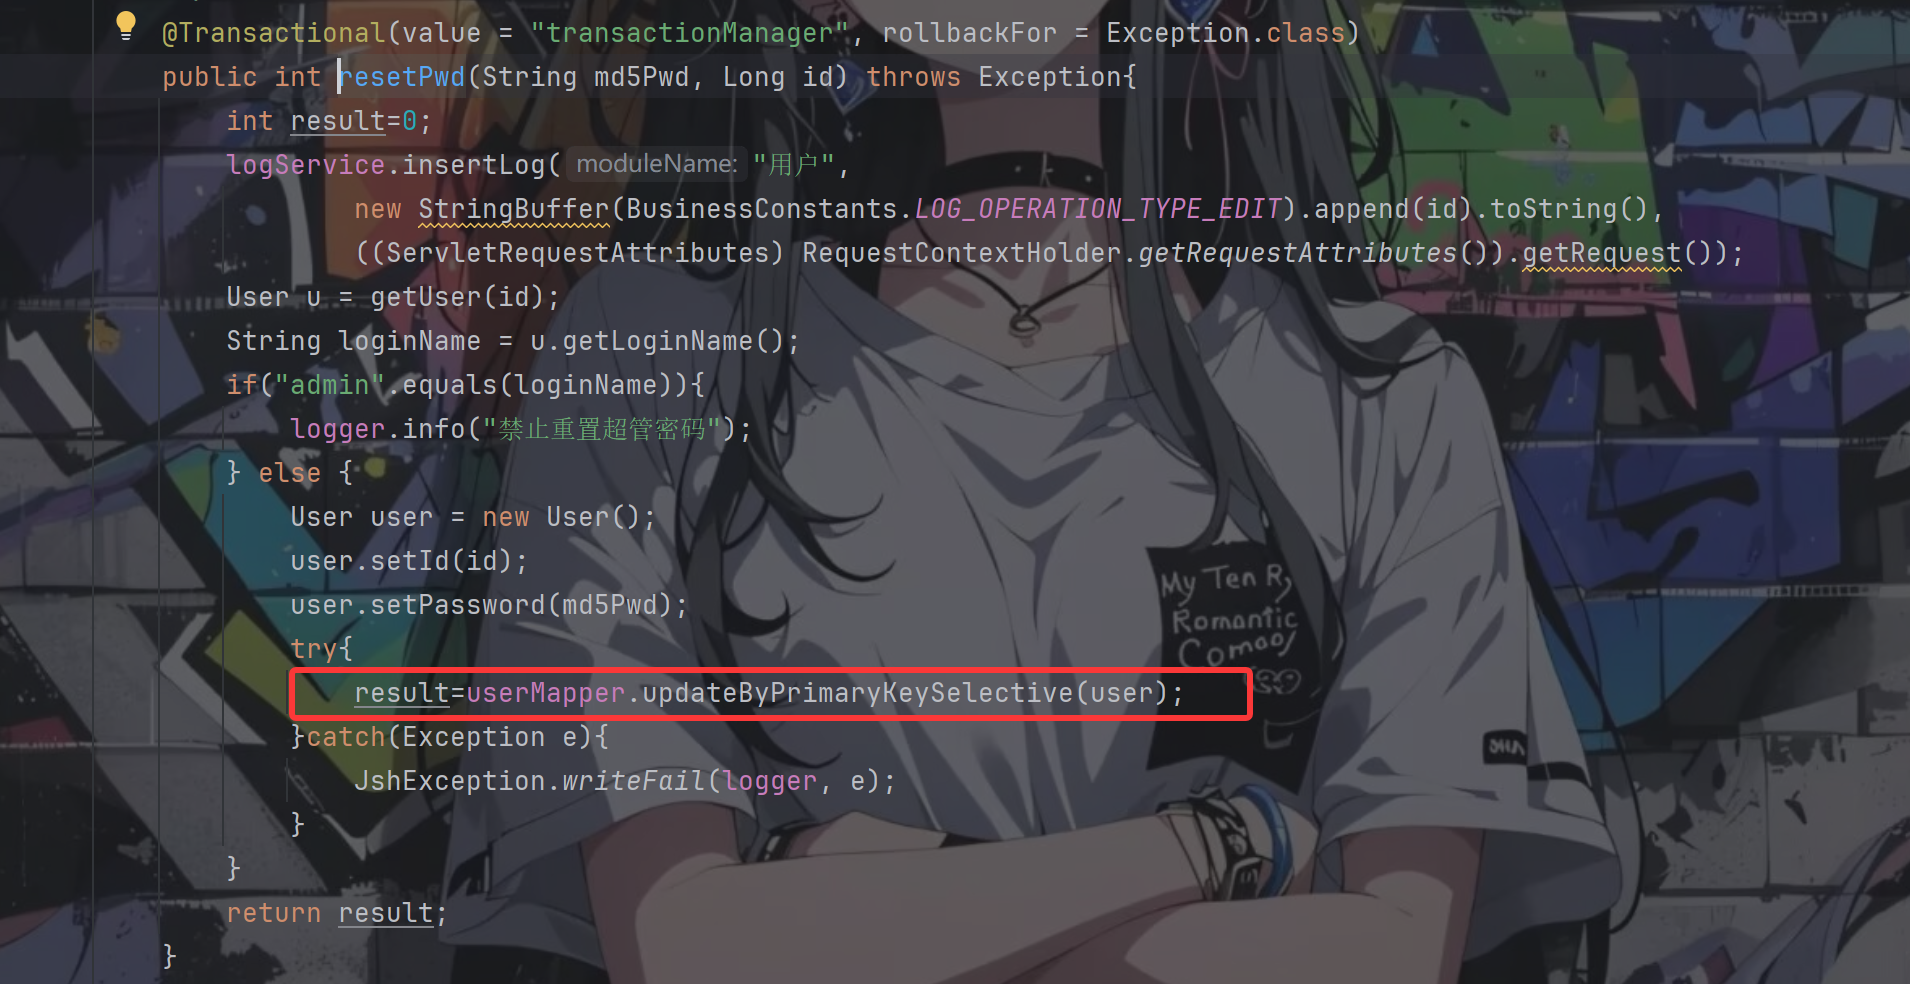 @Transactional(value = "transactionManager", rollbackFor = Exception.class)
public int resetPwd(String md5Pwd, Long id) throws Exception{
int result=0;
logService.insertLog( moduleName: "用户",
new StringBuffer(BusinessConstants.LOG_OPERATION_TYPE_EDIT).append(id).toString(),
((ServletRequestAttributes) RequestContextHolder.getRequestAttributes()).getRequest());
User u = getUser(id);
String loginName = u.getLoginName();
if("admin".equals(loginName)){
logger.info("禁止重置超管密码");
} else {
User user = new User();
user.setId(id);
user.setPassword(md5Pwd);
try{
result=userMapper.updateByPrimaryKeySelective(user);
}catch(Exception e){
JshException.writeFail(logger, e);
}
}
return result;
}
My Ten R
Romantic